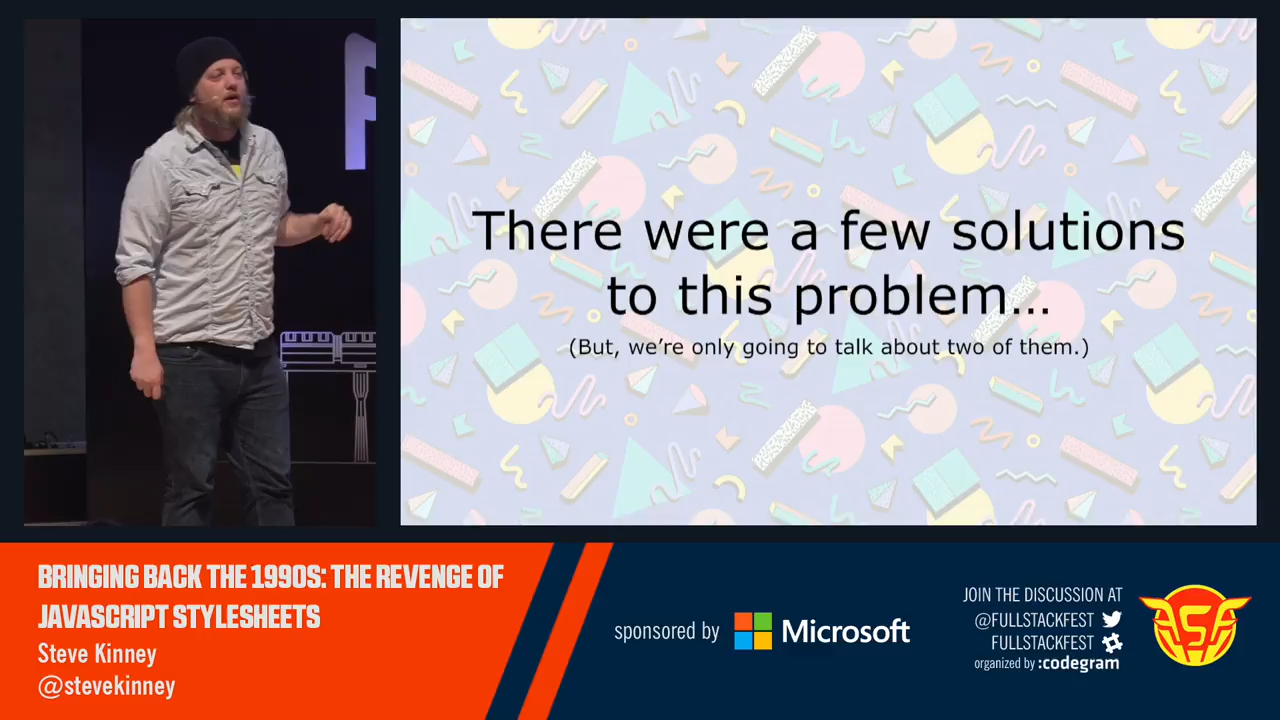 There were a few solutions
to this problem...
(But, we're only going to talk about two of them.)
BRINGING BACK THE 1990S: THE REVENGE OF
JAVASCRIPT STYLESHEETS
Steve Kinney
@stevekinney
sponsored by Microsoft
JOIN THE DISCUSSION AT
@FULLSTACKFEST
FULLSTACKFEST
organized by :codegram
FSF